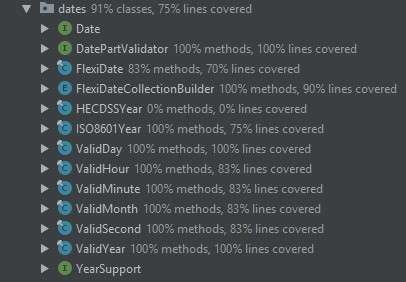 dates 91% classes, 75% lines covered
I Date
I DatePartValidator 100% methods, 100% lines covered
C FlexiDate 83% methods, 70% lines covered
E FlexiDateCollectionBuilder 100% methods, 90% lines covered
C HECDSSYear 0% methods, 0% lines covered
C ISO8601Year 100% methods, 75% lines covered
C ValidDay 100% methods, 100% lines covered
C ValidHour 100% methods, 83% lines covered
C ValidMinute 100% methods, 83% lines covered
C ValidMonth 100% methods, 83% lines covered
C ValidSecond 100% methods, 83% lines covered
C ValidYear 100% methods, 100% lines covered
I YearSupport